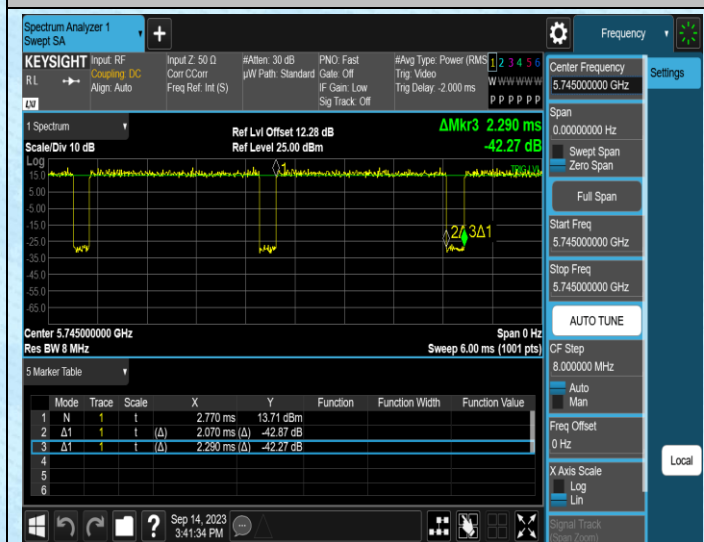 Spectrum Analyzer 1
Swept SA
+
Frequency
KEYSIGHT
R L
LXI
Input: RF
Coupling: DC
Align: Auto
Input Z: 50 Ω
Corr CCorr
Freq Ref: Int (S)
#Atten: 30 dB
µW Path: Standard
PNO: Fast
Gate: Off
IF Gain: Low
Sig Track: Off
#Avg Type: Power (RMS
Trig: Video
Trig Delay: -2.000 ms
1 2 3 4 5 6
W W W W W W
P P P P P P
Center Frequency
5.745000000 GHz
Settings
Span
0.00000000 Hz
Swept Span
Zero Span
Full Span
Start Freq
5.745000000 GHz
Stop Freq
5.745000000 GHz
AUTO TUNE
CF Step
8.000000 MHz
Auto
Man
Freq Offset
0 Hz
X Axis Scale
Log
Lin
Signal Track
(Span Zoom)
Local
1 Spectrum
Scale/Div 10 dB
Ref Lvl Offset 12.28 dB
Ref Level 25.00 dBm
ΔMkr3 2.290 ms
-42.27 dB
Log
15.0
5.00
-5.00
-15.0
-25.0
-35.0
-45.0
-55.0
-65.0
1
TRIG LVL
2Δ 3Δ1
Center 5.745000000 GHz
Res BW 8 MHz
Span 0 Hz
Sweep 6.00 ms (1001 pts)
5 Marker Table
Mode Trace Scale X Y Function Function Width Function Value
1 N 1 t 2.770 ms 13.71 dBm
2 Δ1 1 t (Δ) 2.070 ms (Δ) -42.87 dB
3 Δ1 1 t (Δ) 2.290 ms (Δ) -42.27 dB
4
5
6
?
Sep 14, 2023
3:41:34 PM